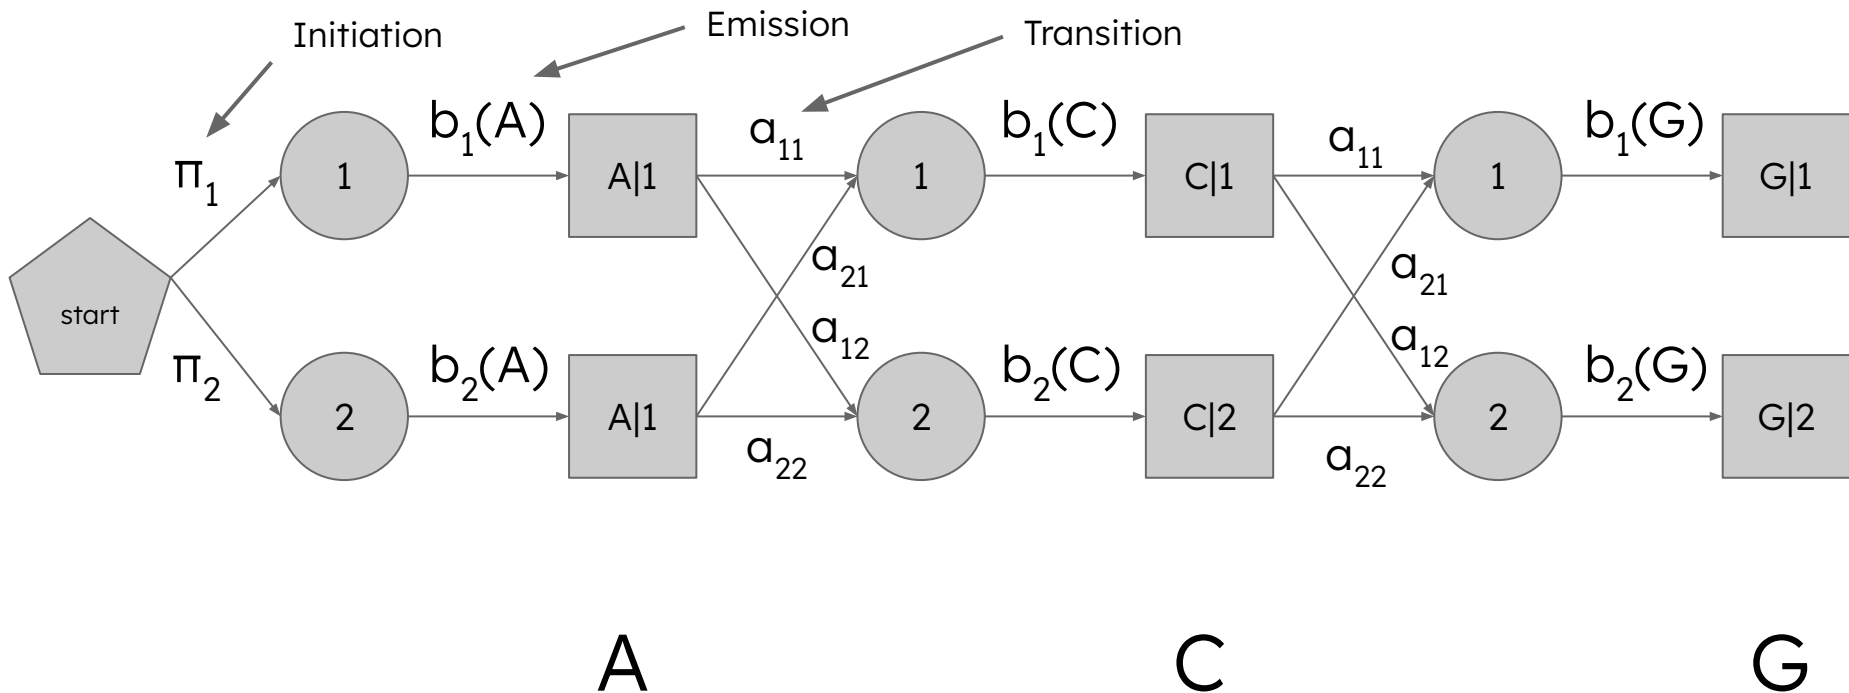 Initiation
Emission
Transition
π1
b1(A)
a11
b1(C)
a11
b1(G)
1
A|1
1
C|1
1
G|1
a21
a21
start
a12
a12
π2
b2(A)
b2(C)
b2(G)
2
A|1
2
C|2
2
G|2
a22
a22
A
C
G